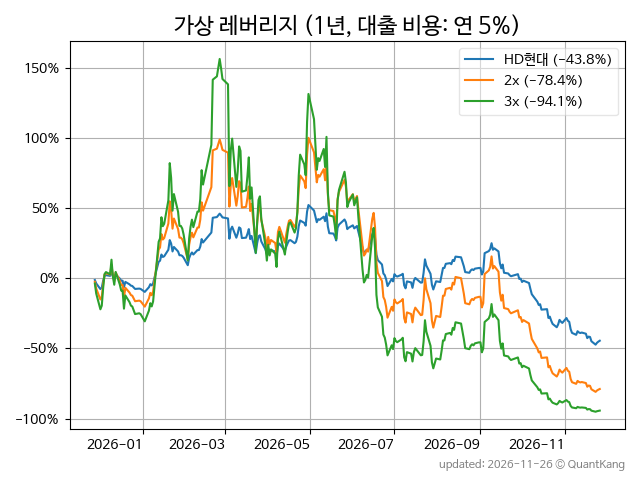 가상 레버리지 (1년, 대출 비용: 연 5%)
HD현대 (−43.8%)
2x (−78.4%)
3x (−94.1%)
150%
100%
50%
0%
−50%
−100%
2026-01 2026-03 2026-05 2026-07 2026-09 2026-11
updated: 2026-11-26 ⓒ QuantKang